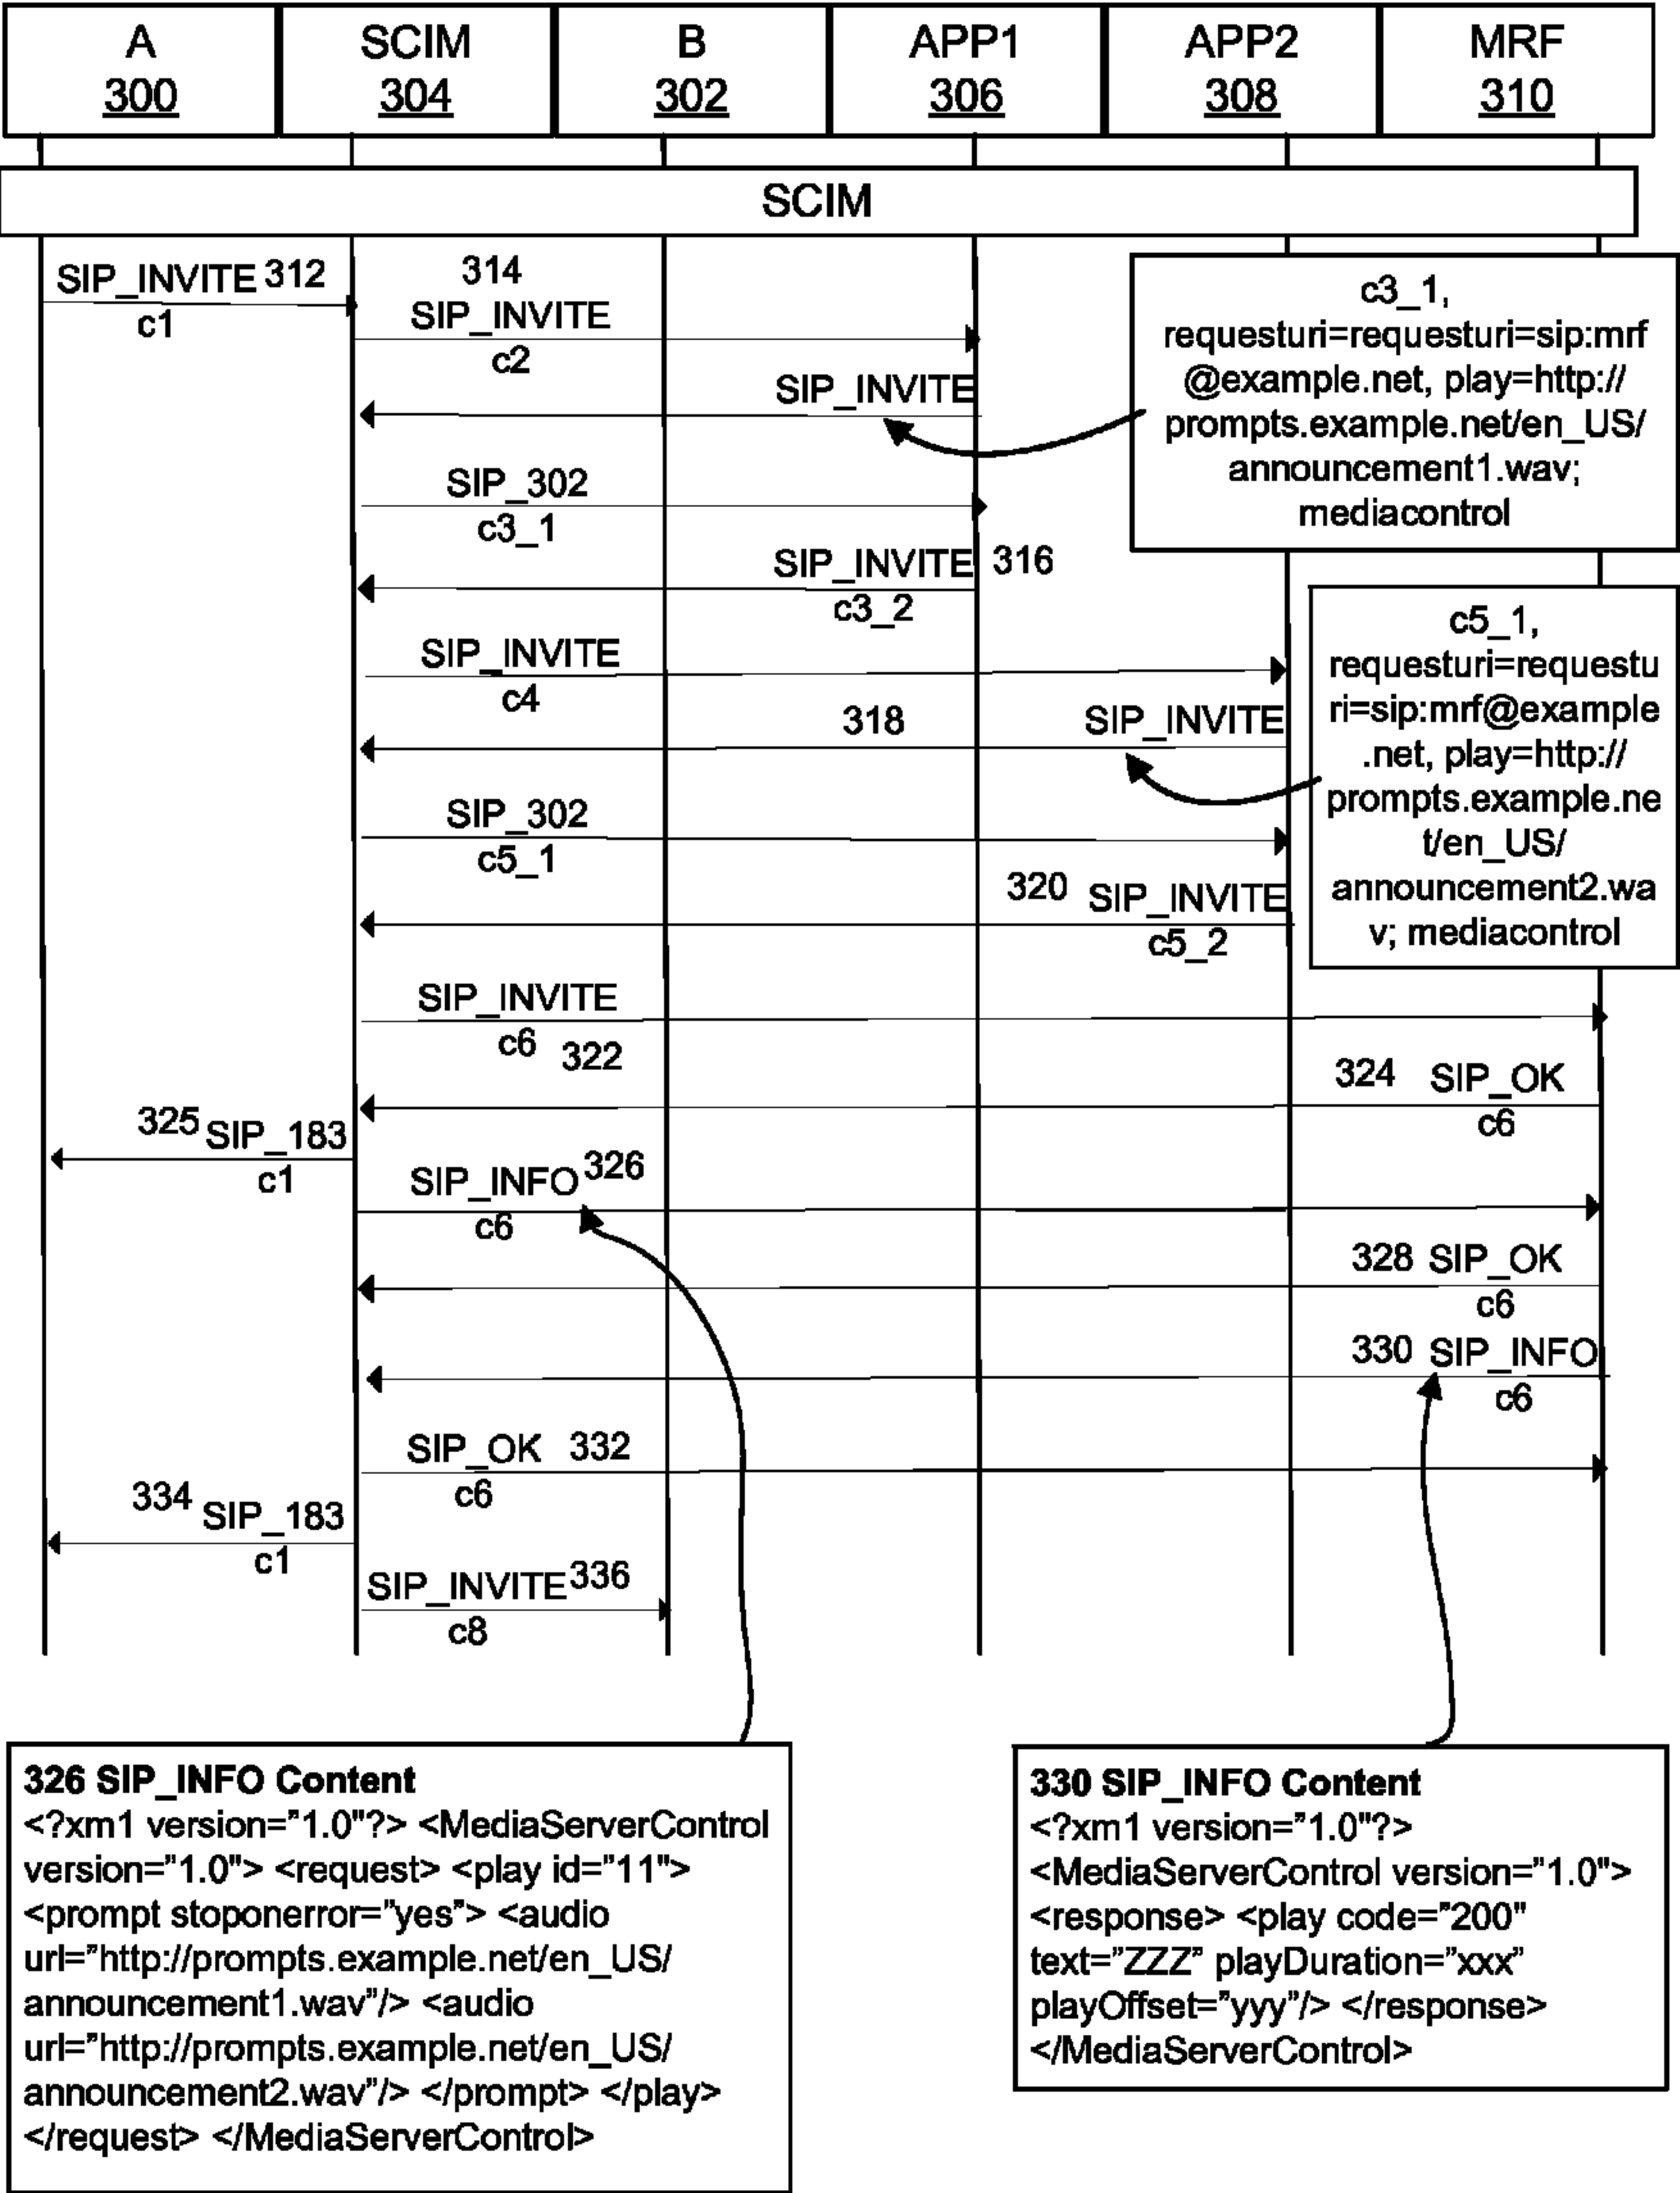 A
300
SCIM
304
B
302
APP1
306
APP2
308
MRF
310
SCIM
SIP_INVITE 312
c1
314
SIP_INVITE
c2
SIP_INVITE
c3_1,
requesturi=requesturi=sip:mrf
@example.net, play=http://
prompts.example.net/en_US/
announcement1.wav;
mediacontrol
SIP_302
c3_1
SIP_INVITE 316
c3_2
SIP_INVITE
c4
318 SIP_INVITE
c5_1,
requesturi=requestu
ri=sip:mrf@example
.net, play=http://
prompts.example.ne
t/en_US/
announcement2.wa
v; mediacontrol
SIP_302
c5_1
320 SIP_INVITE
c5_2
SIP_INVITE
c6 322
324 SIP_OK
c6
325 SIP_183
c1
SIP_INFO 326
c6
328 SIP_OK
c6
330 SIP_INFO
c6
SIP_OK 332
c6
334 SIP_183
c1
SIP_INVITE 336
c8
326 SIP_INFO Content
<?xm1 version="1.0"?> <MediaServerControl
version="1.0"> <request> <play id="11">
<prompt stoponerror="yes"> <audio
url="http://prompts.example.net/en_US/
announcement1.wav"/> <audio
url="http://prompts.example.net/en_US/
announcement2.wav"/> </prompt> </play>
</request> </MediaServerControl>
330 SIP_INFO Content
<?xm1 version="1.0"?>
<MediaServerControl version="1.0">
<response> <play code="200"
text="ZZZ" playDuration="xxx"
playOffset="yyy"/> </response>
</MediaServerControl>